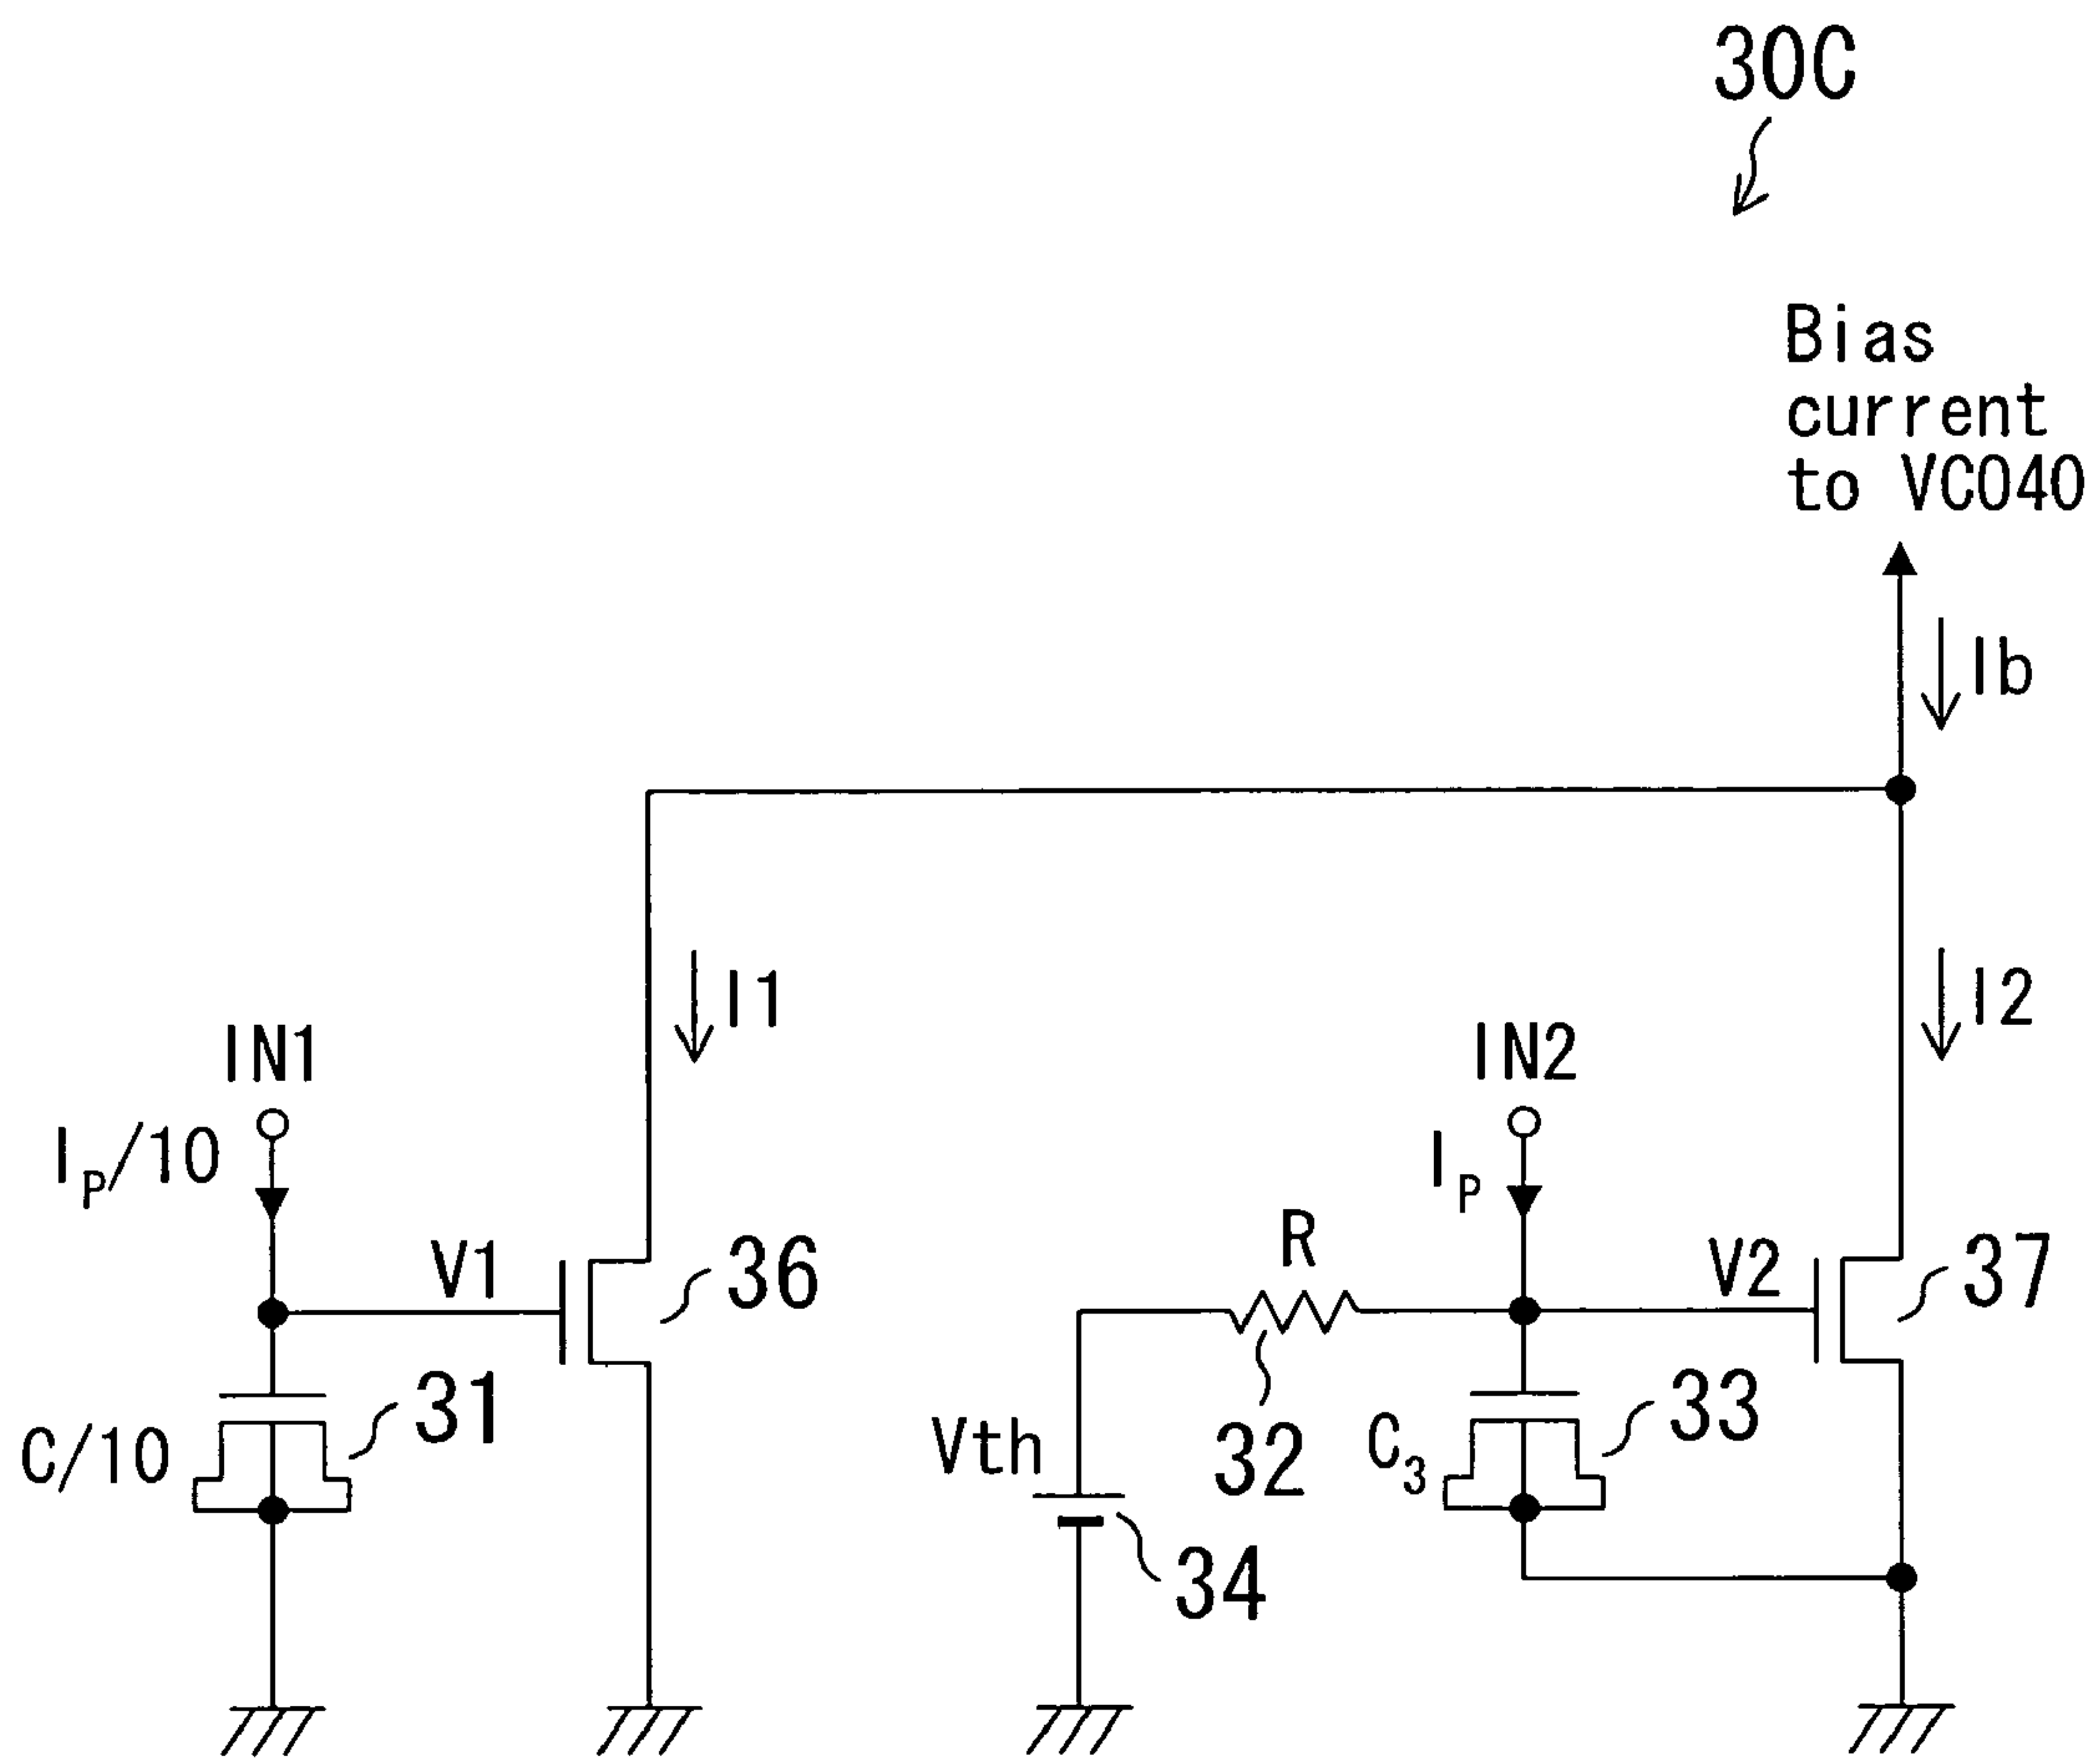 30C
Bias
current
to VCO40
Ib
I1
I2
IN1
IN2
IP/10
IP
V1
36
R
V2
37
31
33
C/10
Vth
32
C3
34